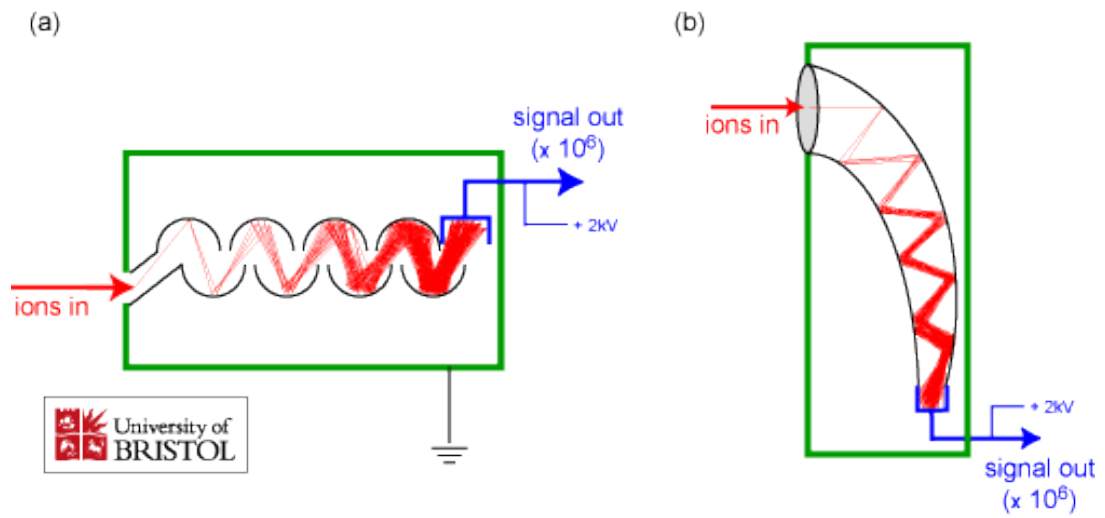 (a)
signal out
(x 10⁶)
+ 2kV
ions in
University of
BRISTOL
(b)
ions in
+ 2kV
signal out
(x 10⁶)